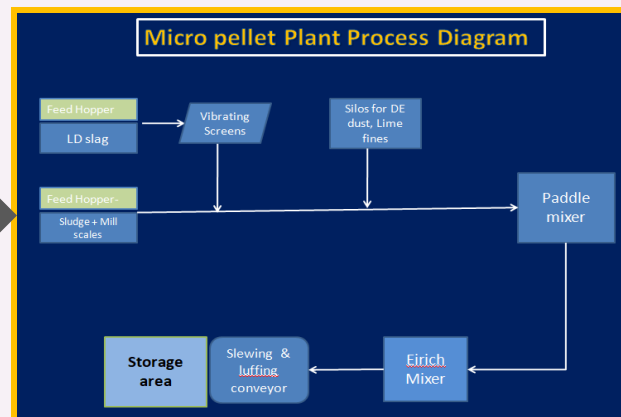 Micro pellet Plant Process Diagram
Feed Hopper
LD slag
Vibrating
Screens
Silos for DE
dust, Lime
fines
Feed Hopper-
Sludge + Mill
scales
Paddle
mixer
Storage
area
Slewing &
luffing
conveyor
Eirich
Mixer